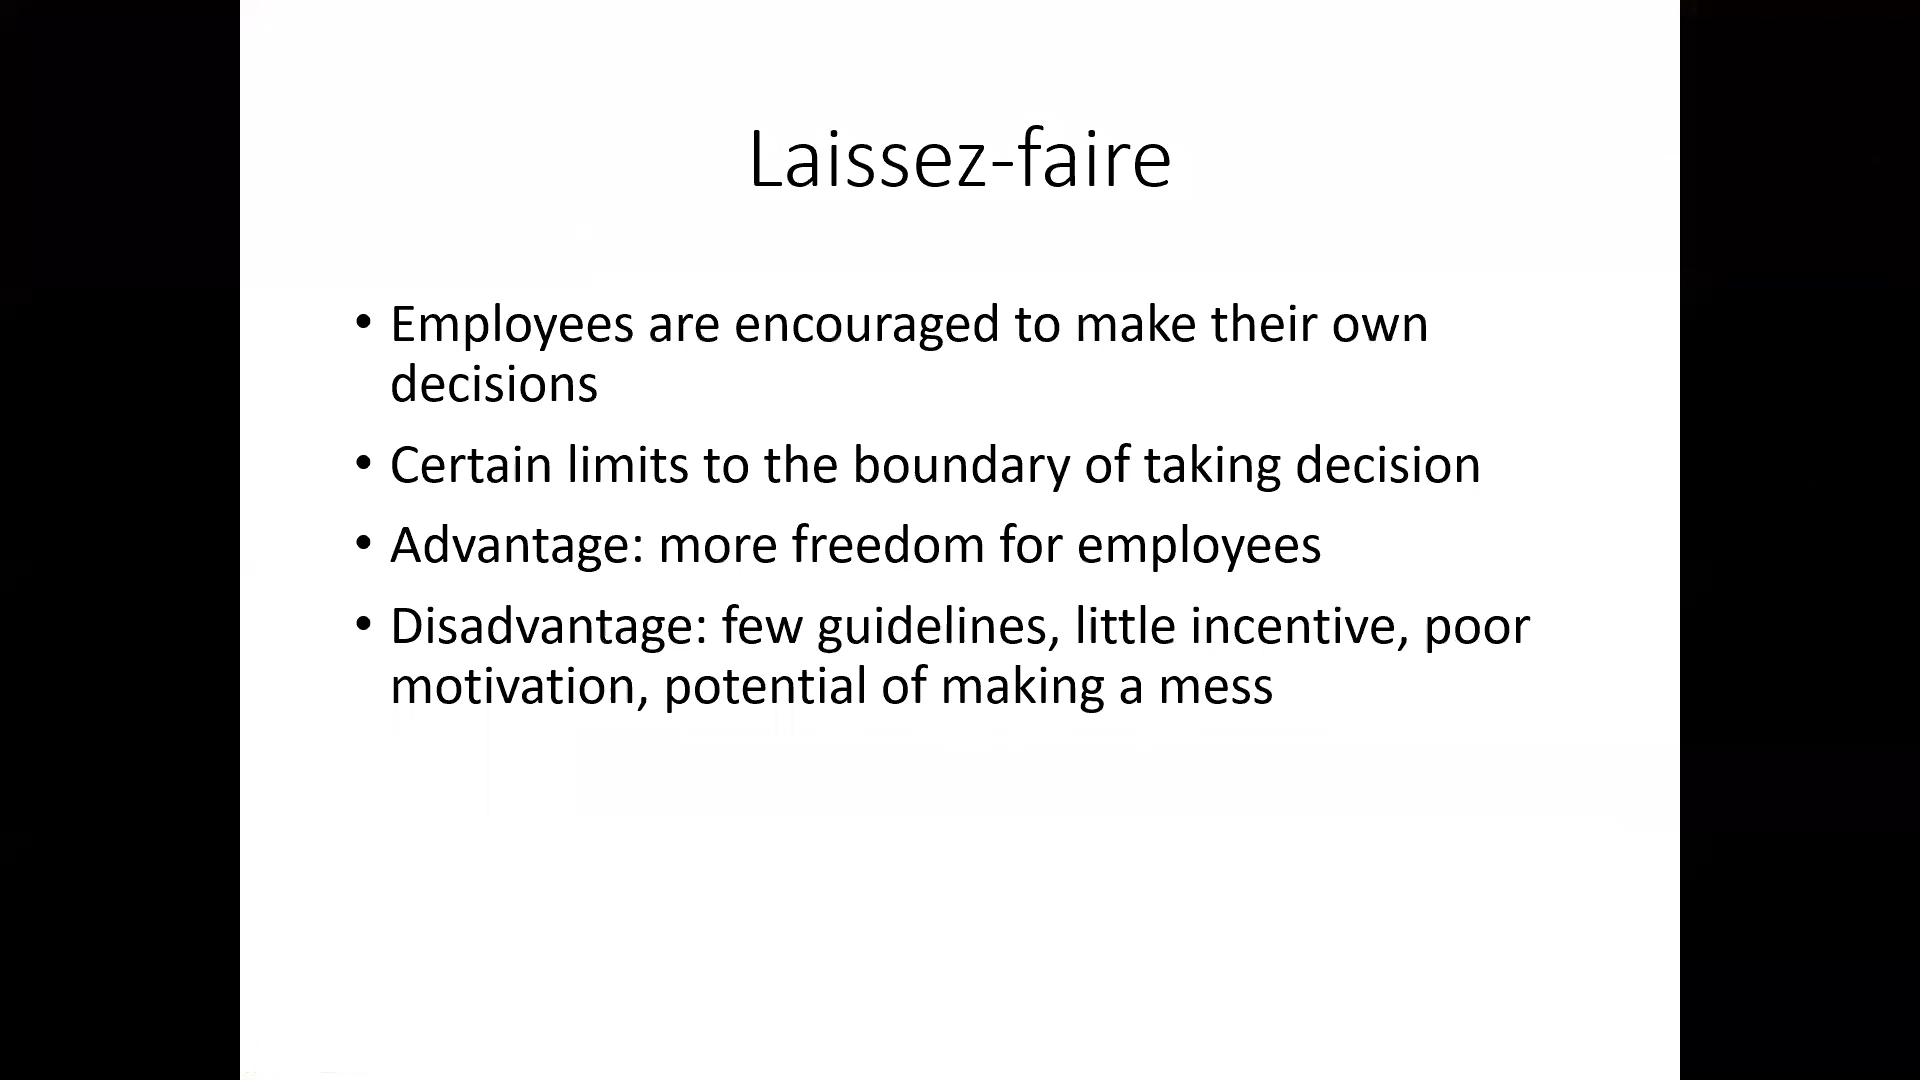 Laissez-faire
• Employees are encouraged to make their own
decisions
• Certain limits to the boundary of taking decision
• Advantage: more freedom for employees
• Disadvantage: few guidelines, little incentive, poor
motivation, potential of making a mess